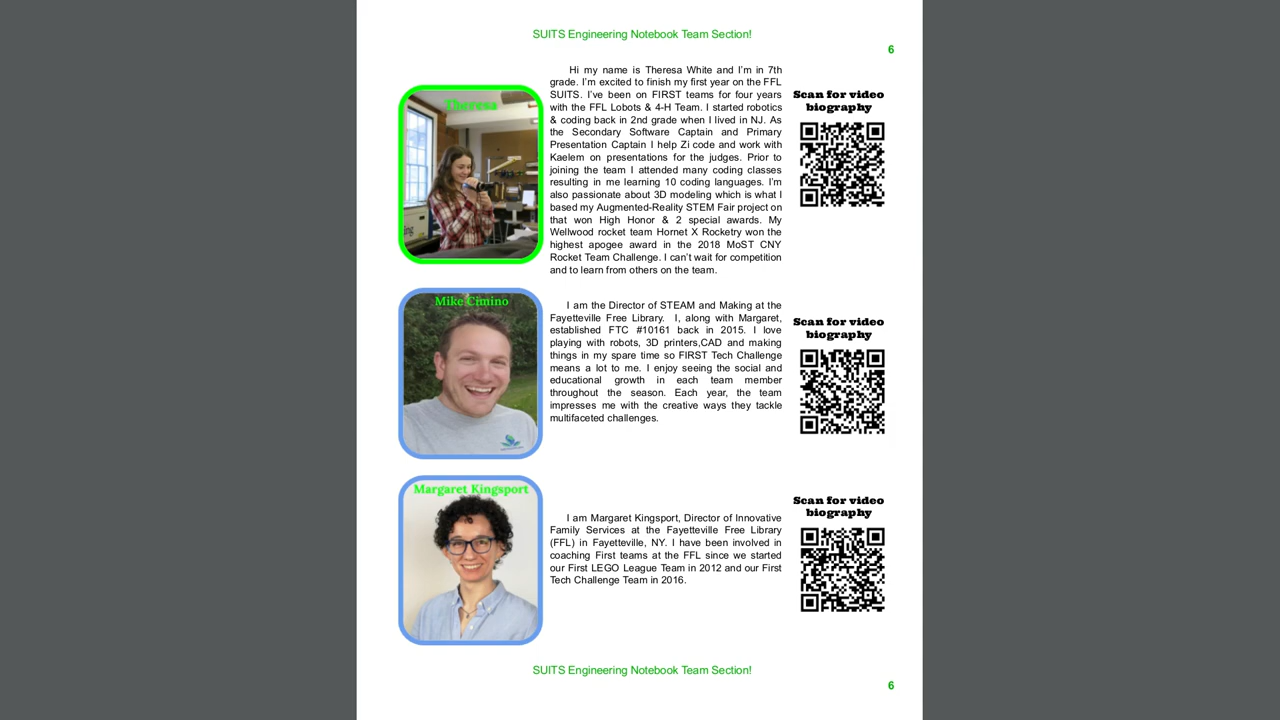 SUITS Engineering Notebook Team Section!
6
Theresa
Hi my name is Theresa White and I'm in 7th
grade. I'm excited to finish my first year on the FFL
SUITS. I've been on FIRST teams for four years
with the FFL Lobots & 4-H Team. I started robotics
& coding back in 2nd grade when I lived in NJ. As
the Secondary Software Captain and Primary
Presentation Captain I help Zi code and work with
Kaelem on presentations for the judges. Prior to
joining the team I attended many coding classes
resulting in me learning 10 coding languages. I'm
also passionate about 3D modeling which is what I
based my Augmented-Reality STEM Fair project on
that won High Honor & 2 special awards. My
Wellwood rocket team Hornet X Rocketry won the
highest apogee award in the 2018 MoST CNY
Rocket Team Challenge. I can't wait for competition
and to learn from others on the team.
Scan for video
biography
Mike Cimino
I am the Director of STEAM and Making at the
Fayetteville Free Library. I, along with Margaret,
established FTC #10161 back in 2015. I love
playing with robots, 3D printers,CAD and making
things in my spare time so FIRST Tech Challenge
means a lot to me. I enjoy seeing the social and
educational growth in each team member
throughout the season. Each year, the team
impresses me with the creative ways they tackle
multifaceted challenges.
Scan for video
biography
Margaret Kingsport
I am Margaret Kingsport, Director of Innovative
Family Services at the Fayetteville Free Library
(FFL) in Fayetteville, NY. I have been involved in
coaching First teams at the FFL since we started
our First LEGO League Team in 2012 and our First
Tech Challenge Team in 2016.
Scan for video
biography
SUITS Engineering Notebook Team Section!
6